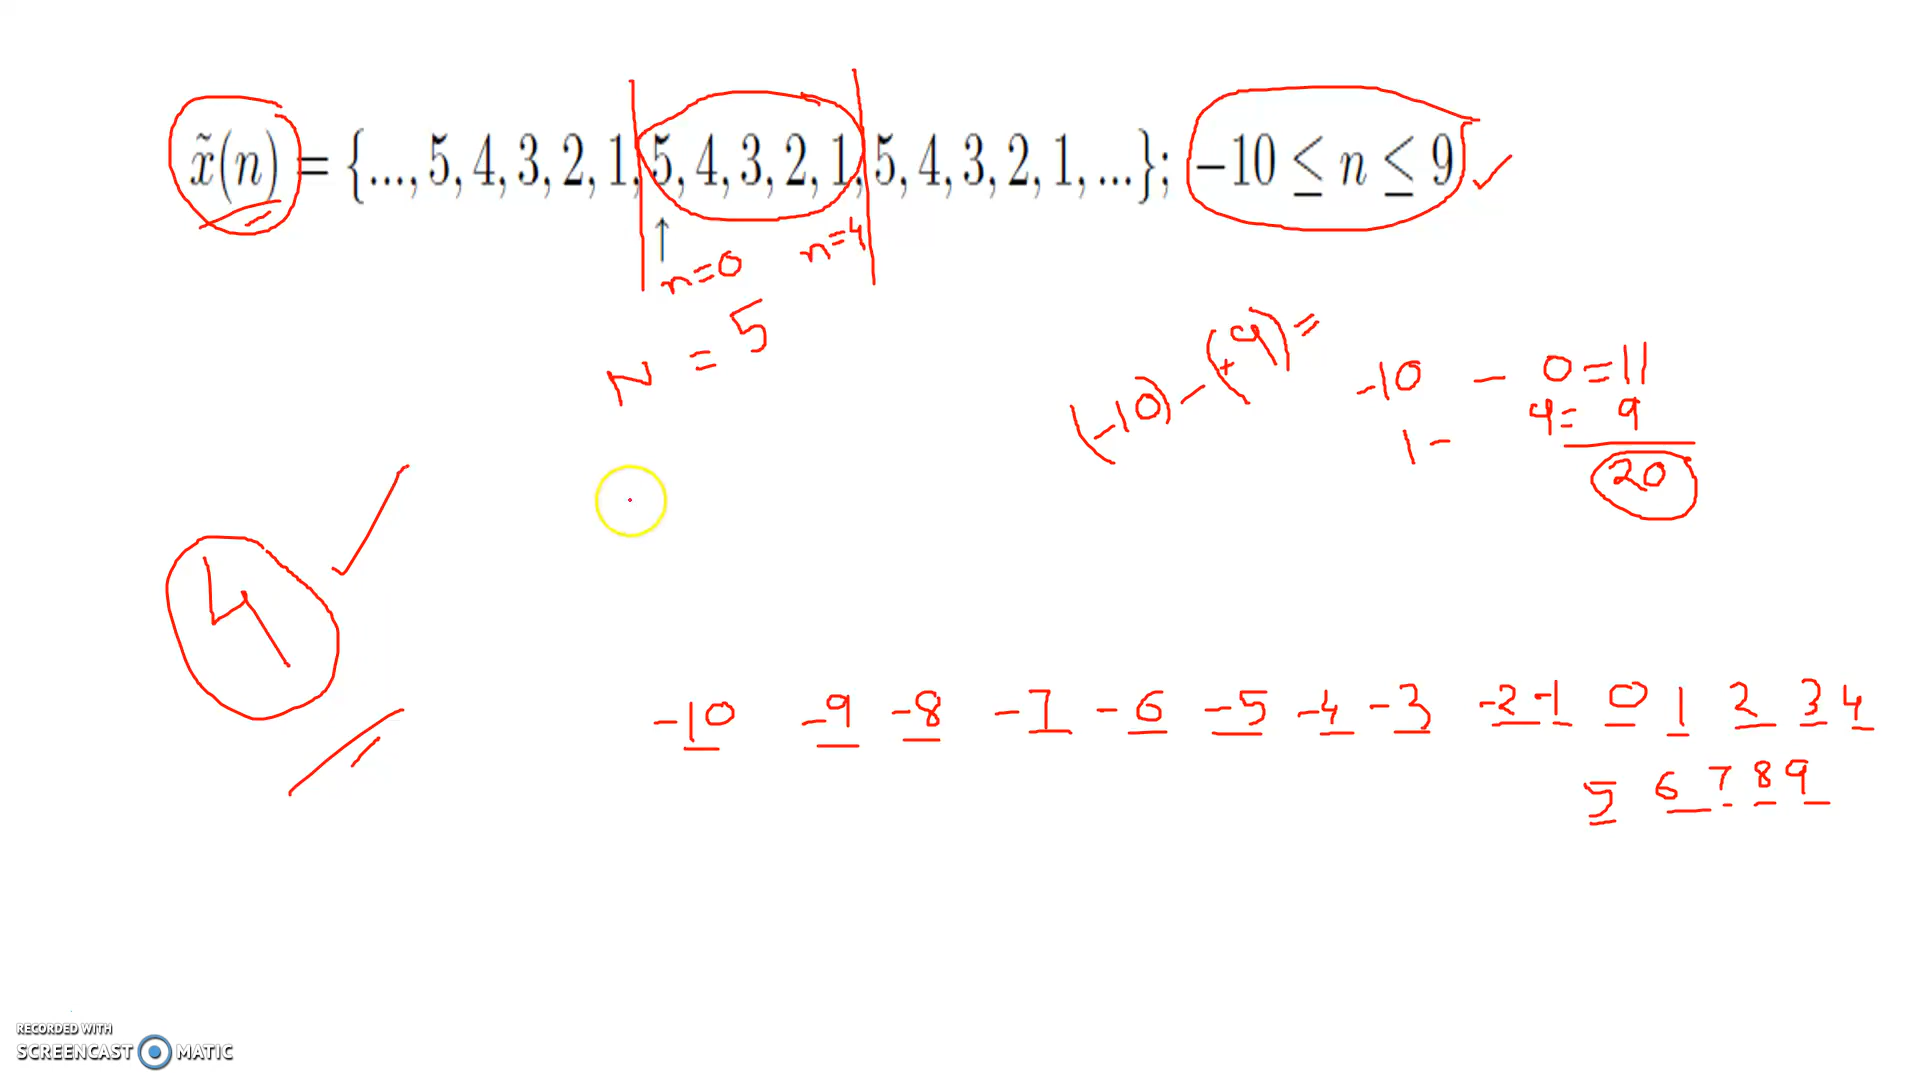 x̃(n) = {..., 5, 4, 3, 2, 1, 5, 4, 3, 2, 1, 5, 4, 3, 2, 1, ...}; −10 ≤ n ≤ 9
↑
n=0 n=4
N = 5
(-10) - (+9) =
-10 - 0 = 11
1 - 9 = 9
20
4
-10 -9 -8 -7 -6 -5 -4 -3 -2 -1 0 1 2 3 4
5 6 7 8 9
RECORDED WITH
SCREENCAST MATIC